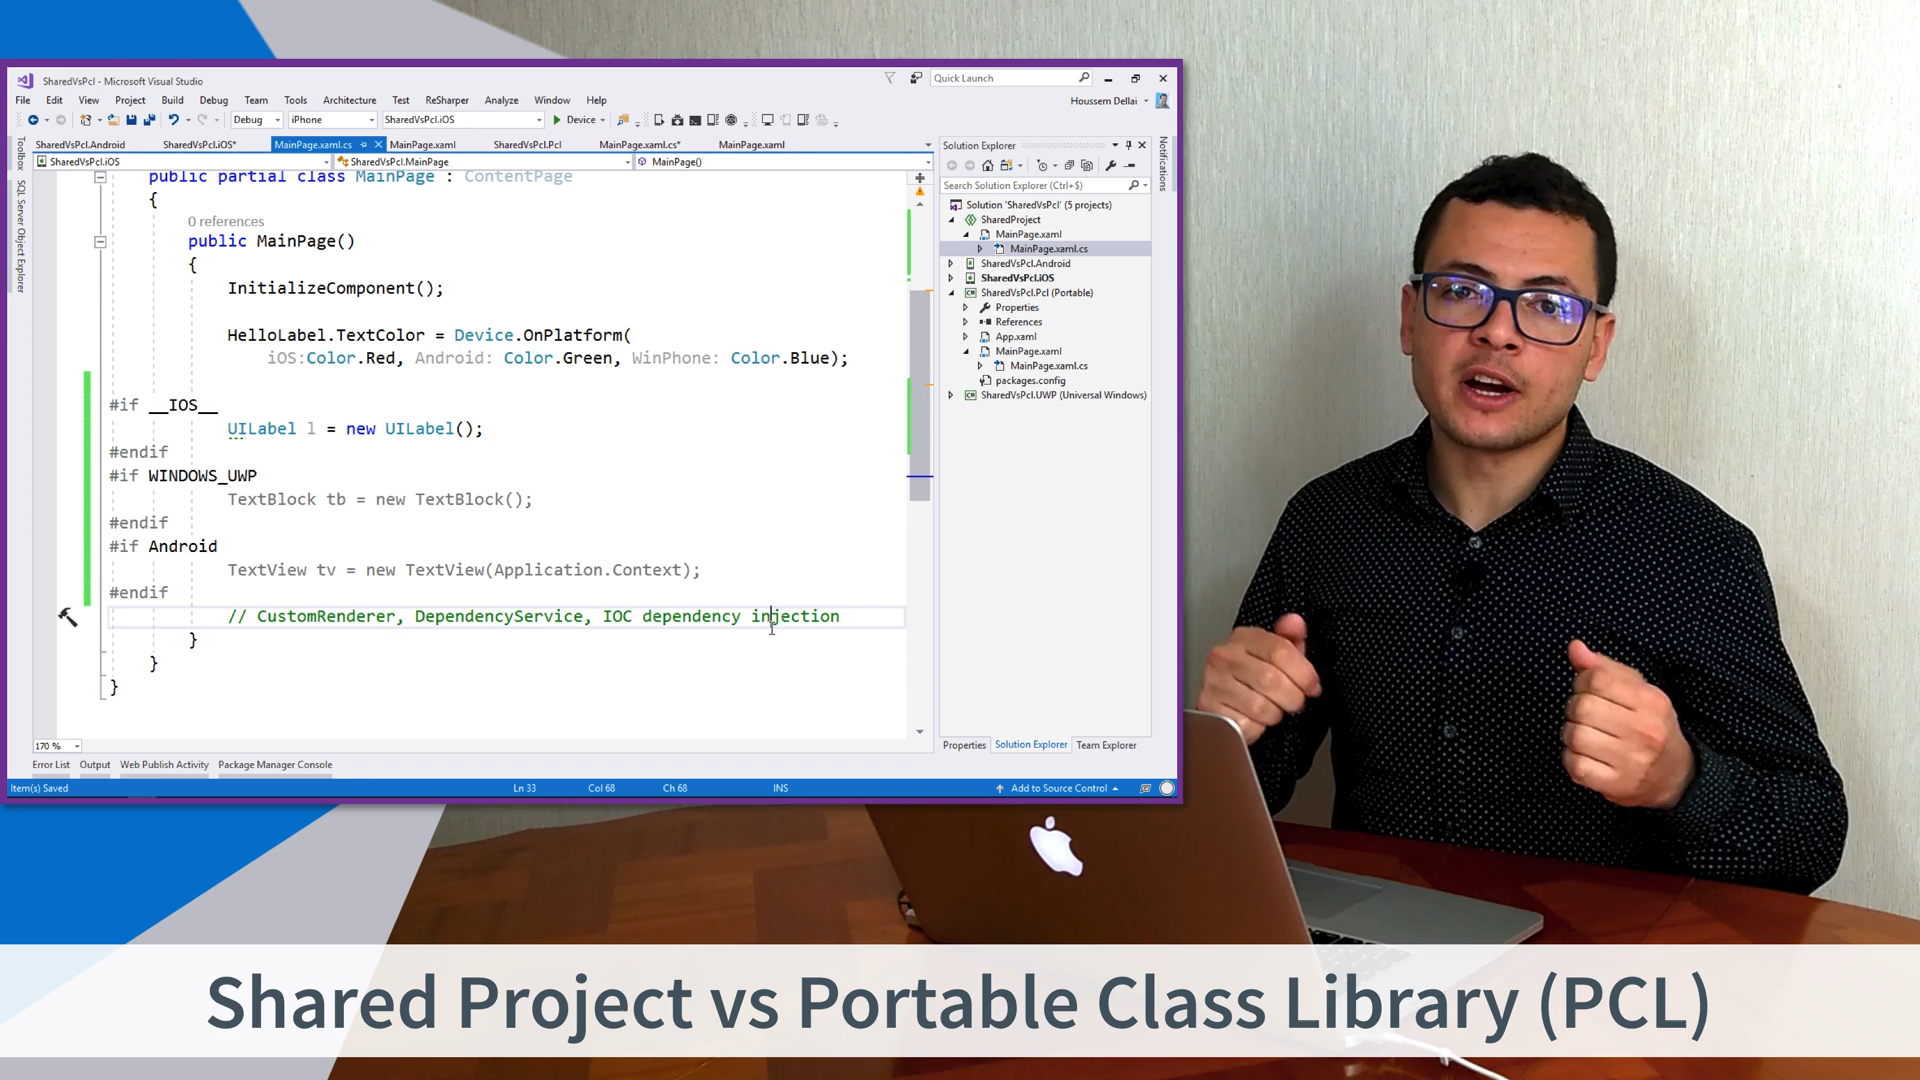 SharedVsPcl - Microsoft Visual Studio
Quick Launch
File Edit View Project Build Debug Team Tools Architecture Test ReSharper Analyze Window Help
Houssem Dellai
Debug iPhone SharedVsPcl.iOS Device
SharedVsPcl.Android SharedVsPcl.iOS* MainPage.xaml.cs MainPage.xaml SharedVsPcl.Pcl MainPage.xaml.cs* MainPage.xaml
SharedVsPcl.iOS SharedVsPcl.MainPage MainPage()
Toolbox
SQL Server Object Explorer
public partial class MainPage : ContentPage
{
0 references
public MainPage()
{
InitializeComponent();
HelloLabel.TextColor = Device.OnPlatform(
iOS:Color.Red, Android: Color.Green, WinPhone: Color.Blue);
#if __IOS__
UILabel l = new UILabel();
#endif
#if WINDOWS_UWP
TextBlock tb = new TextBlock();
#endif
#if Android
TextView tv = new TextView(Application.Context);
#endif
// CustomRenderer, DependencyService, IOC dependency injection
}
}
}
170 %
Solution Explorer
Search Solution Explorer (Ctrl+$)
Solution 'SharedVsPcl' (5 projects)
SharedProject
MainPage.xaml
MainPage.xaml.cs
SharedVsPcl.Android
SharedVsPcl.iOS
SharedVsPcl.Pcl (Portable)
Properties
References
App.xaml
MainPage.xaml
MainPage.xaml.cs
packages.config
SharedVsPcl.UWP (Universal Windows)
Notifications
Properties Solution Explorer Team Explorer
Error List Output Web Publish Activity Package Manager Console
Item(s) Saved Ln 33 Col 68 Ch 68 INS Add to Source Control
Shared Project vs Portable Class Library (PCL)